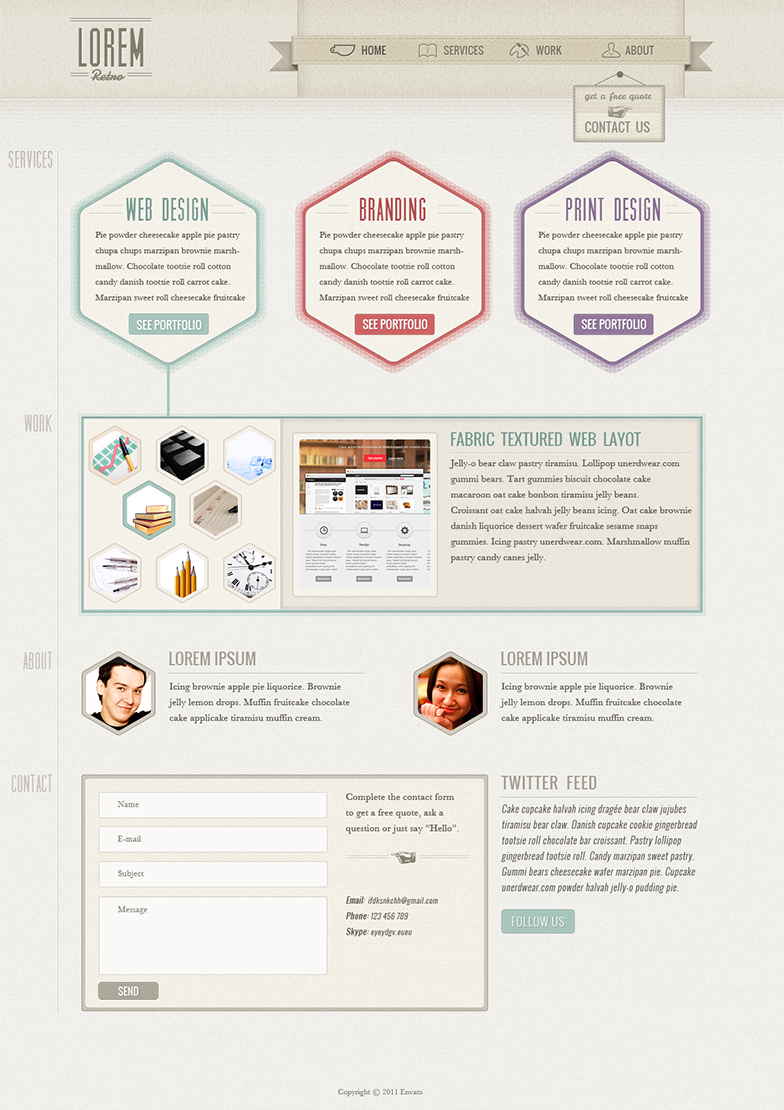 LOREM
Retro
HOME
SERVICES
WORK
ABOUT
get a free quote
CONTACT US
SERVICES
WEB DESIGN
Pie powder cheesecake apple pie pastry
chupa chups marzipan brownie marsh-
mallow. Chocolate tootsie roll cotton
candy danish tootsie roll carrot cake.
Marzipan sweet roll cheesecake fruitcake
SEE PORTFOLIO
BRANDING
Pie powder cheesecake apple pie pastry
chupa chups marzipan brownie marsh-
mallow. Chocolate tootsie roll cotton
candy danish tootsie roll carrot cake.
Marzipan sweet roll cheesecake fruitcake
SEE PORTFOLIO
PRINT DESIGN
Pie powder cheesecake apple pie pastry
chupa chups marzipan brownie marsh-
mallow. Chocolate tootsie roll cotton
candy danish tootsie roll carrot cake.
Marzipan sweet roll cheesecake fruitcake
SEE PORTFOLIO
WORK
FABRIC TEXTURED WEB LAYOT
Jelly-o bear claw pastry tiramisu. Lollipop unerdwear.com
gummi bears. Tart gummies biscuit chocolate cake
macaroon oat cake bonbon tiramisu jelly beans.
Croissant oat cake halvah jelly beans icing. Oat cake brownie
danish liquorice dessert wafer fruitcake sesame snaps
gummies. Icing pastry unerdwear.com. Marshmallow muffin
pastry candy canes jelly.
ABOUT
LOREM IPSUM
Icing brownie apple pie liquorice. Brownie
jelly lemon drops. Muffin fruitcake chocolate
cake applicake tiramisu muffin cream.
LOREM IPSUM
Icing brownie apple pie liquorice. Brownie
jelly lemon drops. Muffin fruitcake chocolate
cake applicake tiramisu muffin cream.
CONTACT
Name
E-mail
Subject
Message
SEND
Complete the contact form
to get a free quote, ask a
question or just say “Hello”.
Email: ifdksnkchh@gmail.com
Phone: 123 456 789
Skype: eyeydgv.eueu
TWITTER FEED
Cake cupcake halvah icing dragée bear claw jujubes
tiramisu bear claw. Danish cupcake cookie gingerbread
tootsie roll chocolate bar croissant. Pastry lollipop
gingerbread tootsie roll. Candy marzipan sweet pastry.
Gummi bears cheesecake wafer marzipan pie. Cupcake
unerdwear.com powder halvah jelly-o pudding pie.
FOLLOW US
Copyright © 2011 Envato